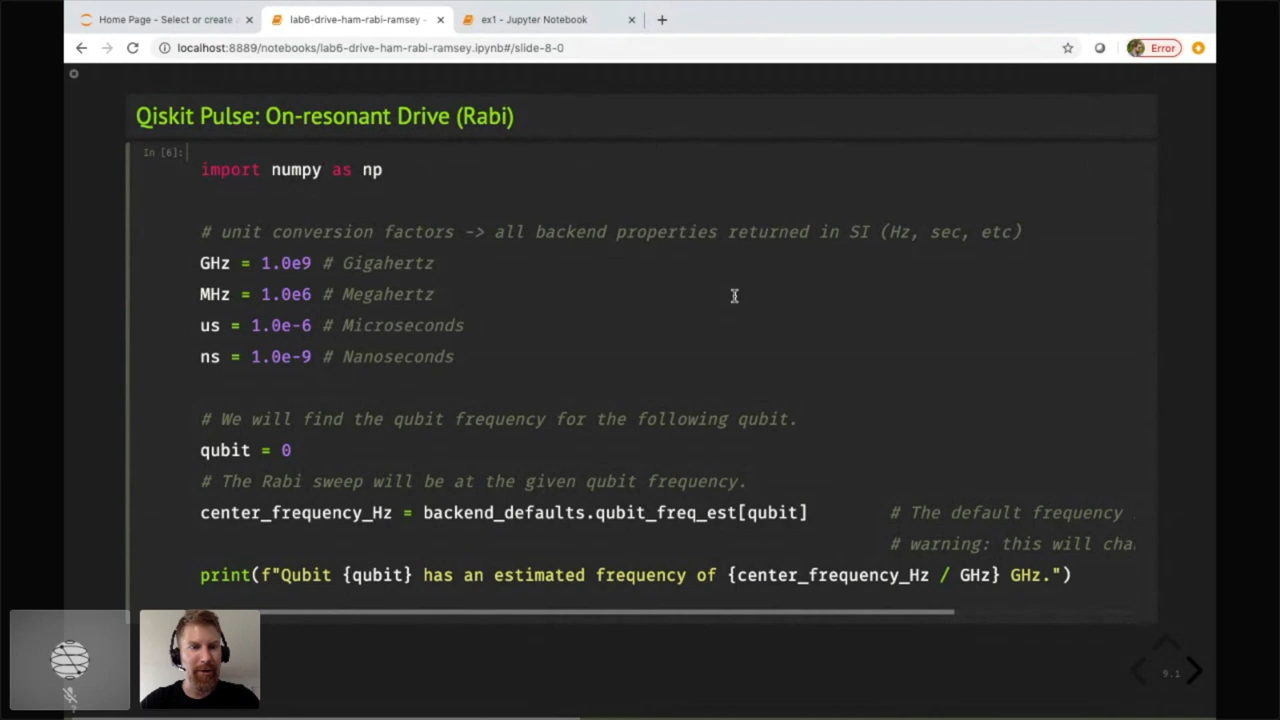 Home Page - Select or create a
lab6-drive-ham-rabi-ramsey -
ex1 - Jupyter Notebook
localhost:8889/notebooks/lab6-drive-ham-rabi-ramsey.ipynb#/slide-8-0
Error
Qiskit Pulse: On-resonant Drive (Rabi)
In [6]:
import numpy as np
# unit conversion factors -> all backend properties returned in SI (Hz, sec, etc)
GHz = 1.0e9 # Gigahertz
MHz = 1.0e6 # Megahertz
us = 1.0e-6 # Microseconds
ns = 1.0e-9 # Nanoseconds
# We will find the qubit frequency for the following qubit.
qubit = 0
# The Rabi sweep will be at the given qubit frequency.
center_frequency_Hz = backend_defaults.qubit_freq_est[qubit] # The default frequency
# warning: this will cha
print(f"Qubit {qubit} has an estimated frequency of {center_frequency_Hz / GHz} GHz.")
9.1